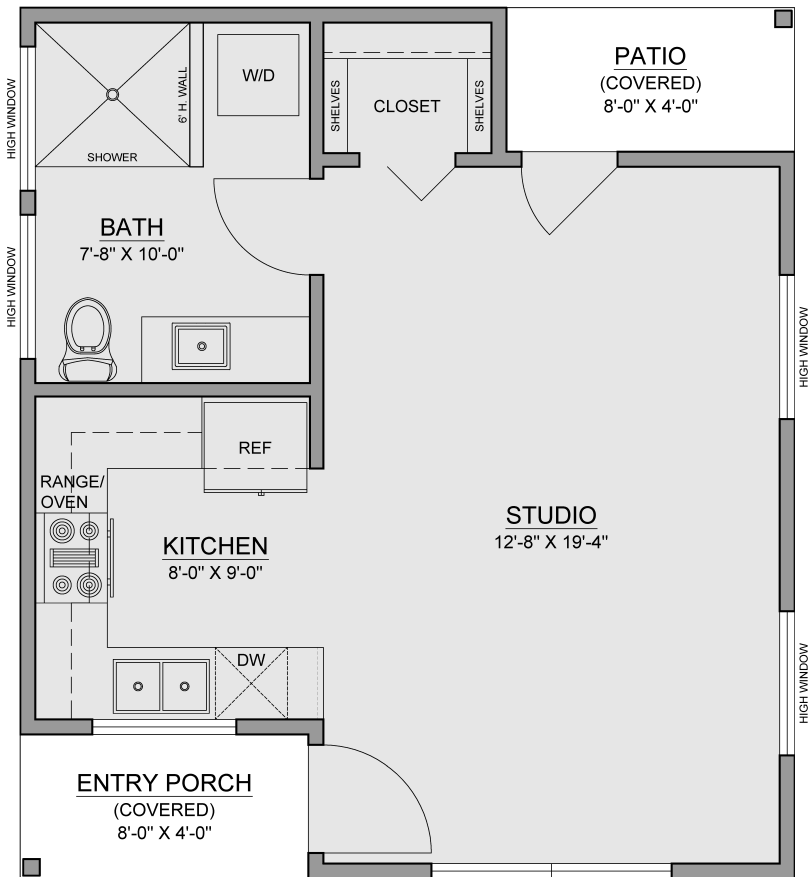 PATIO
(COVERED)
8'-0" X 4'-0"
W/D
6' H. WALL
SHELVES
CLOSET
SHELVES
HIGH WINDOW
SHOWER
BATH
7'-8" X 10'-0"
HIGH WINDOW
HIGH WINDOW
REF
RANGE/
OVEN
KITCHEN
8'-0" X 9'-0"
STUDIO
12'-8" X 19'-4"
DW
HIGH WINDOW
ENTRY PORCH
(COVERED)
8'-0" X 4'-0"